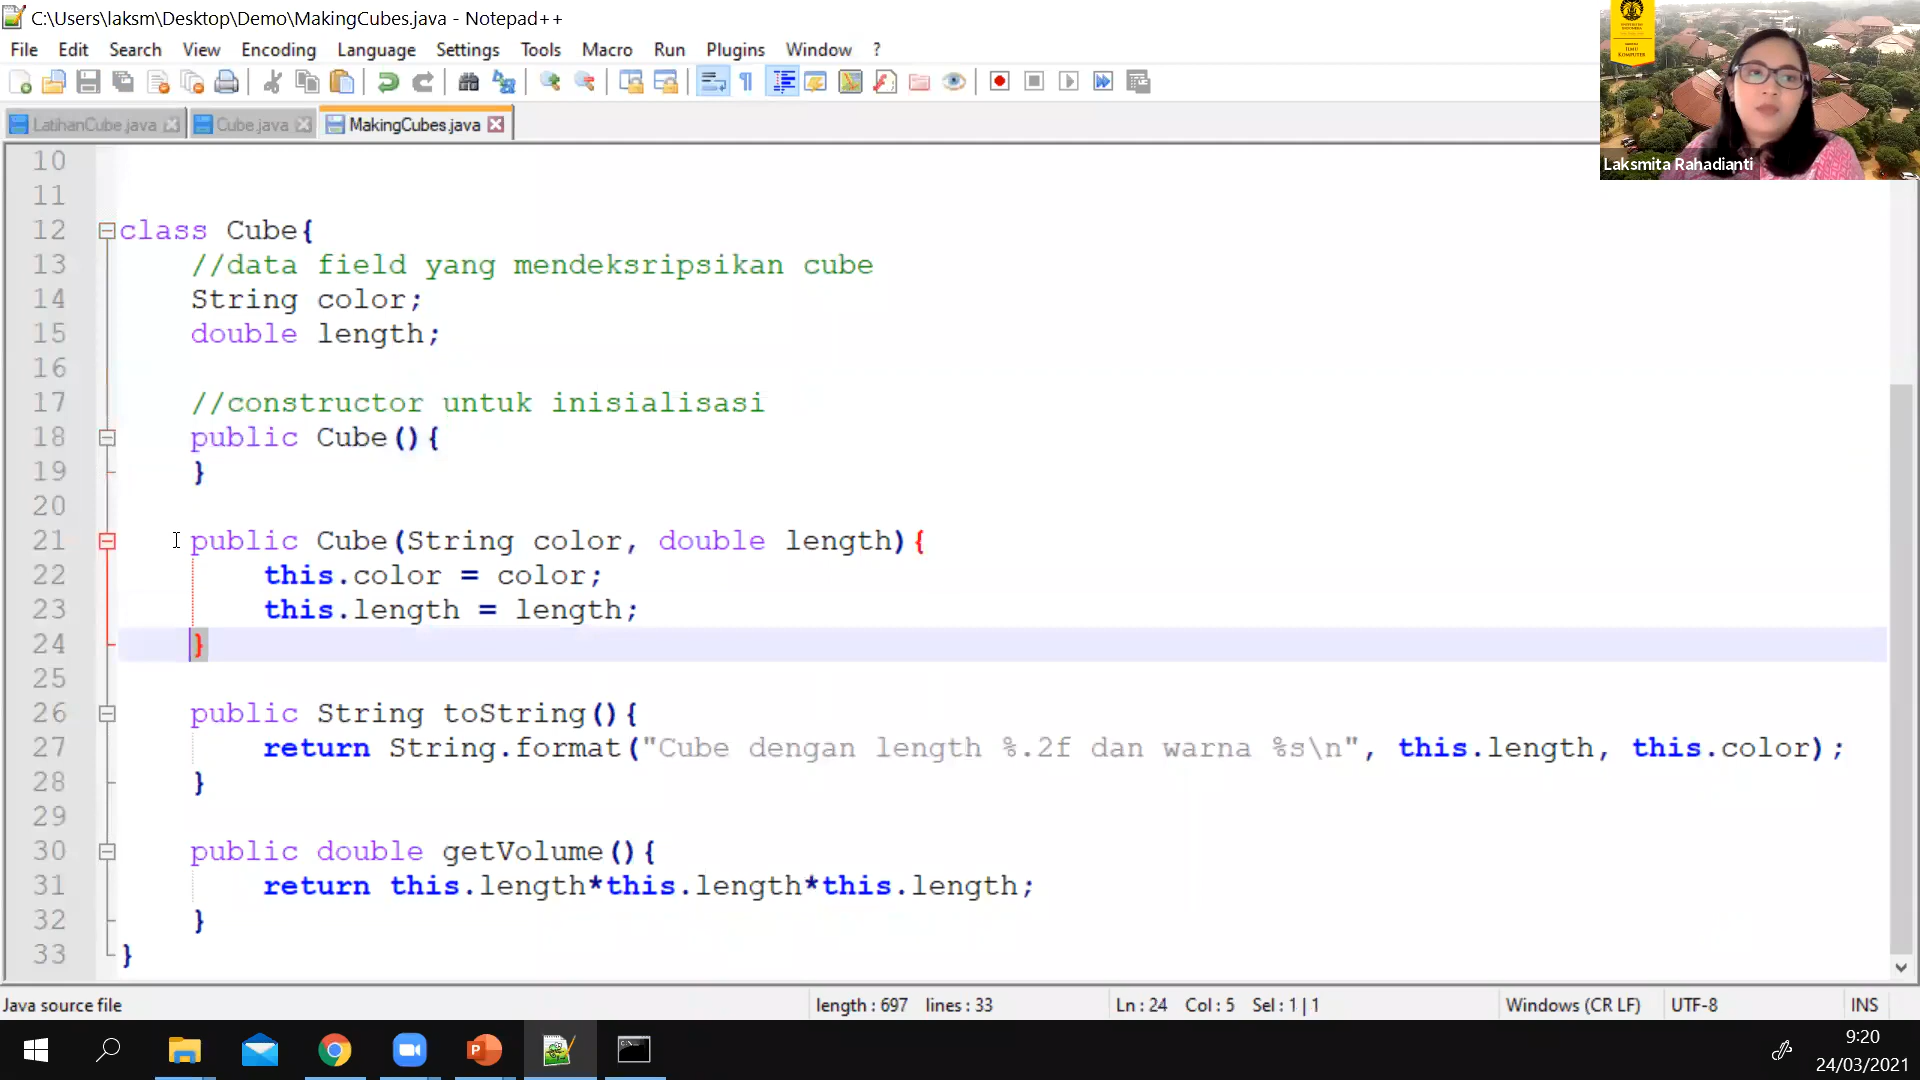 C:\Users\laksm\Desktop\Demo\MakingCubes.java - Notepad++
File Edit Search View Encoding Language Settings Tools Macro Run Plugins Window ?
LatihanCube.java Cube.java MakingCubes.java
Laksmita Rahadianti
10
11
12 class Cube{
13 //data field yang mendeksripsikan cube
14 String color;
15 double length;
16
17 //constructor untuk inisialisasi
18 public Cube(){
19 }
20
21 public Cube(String color, double length){
22 this.color = color;
23 this.length = length;
24 }
25
26 public String toString(){
27 return String.format("Cube dengan length %.2f dan warna %s\n", this.length, this.color);
28 }
29
30 public double getVolume(){
31 return this.length*this.length*this.length;
32 }
33 }
Java source file length : 697 lines : 33 Ln : 24 Col : 5 Sel : 1 | 1 Windows (CR LF) UTF-8 INS
9:20
24/03/2021